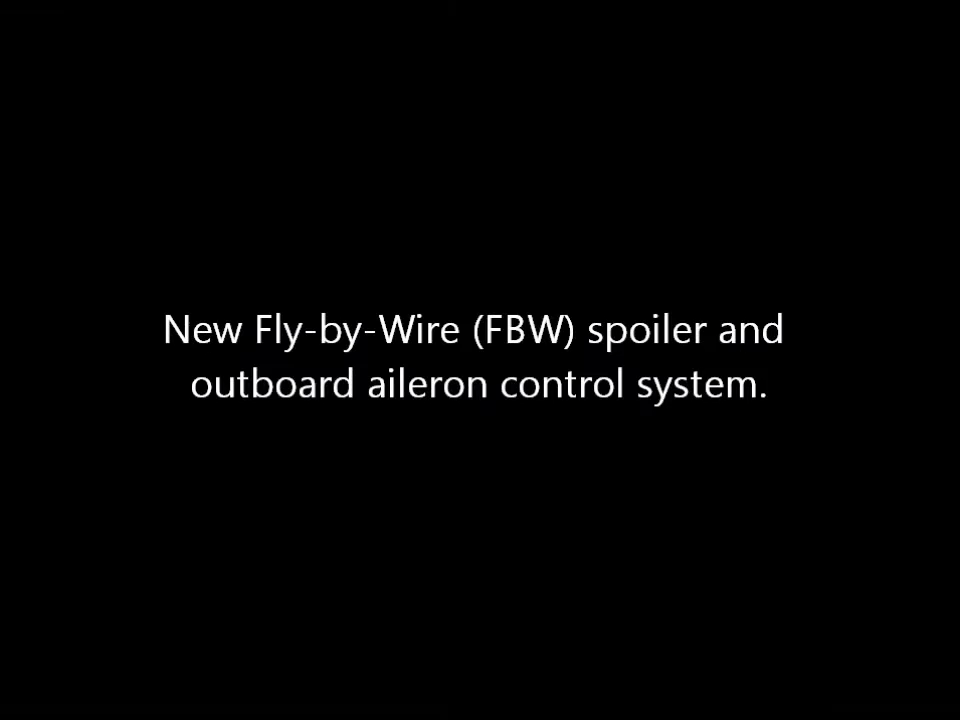 New Fly-by-Wire (FBW) spoiler and
outboard aileron control system.